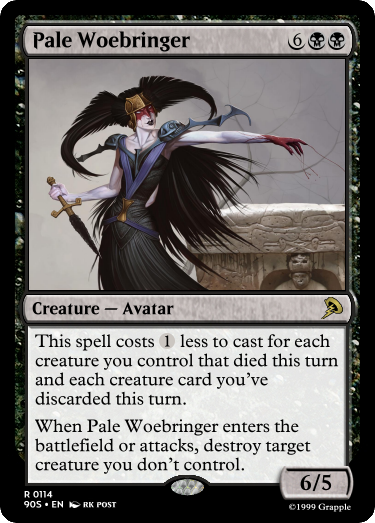 Pale Woebringer 6
Creature — Avatar
This spell costs 1 less to cast for each
creature you control that died this turn
and each creature card you've
discarded this turn.
When Pale Woebringer enters the
battlefield or attacks, destroy target
creature you don't control.
6/5
R 0114
90S • EN RK POST
©1999 Grapple